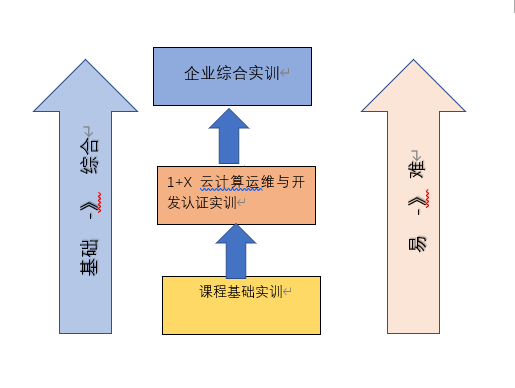 企业综合实训
1+X 云计算运维与开
发认证实训
课程基础实训
基础 -》 综合
易 -》 难